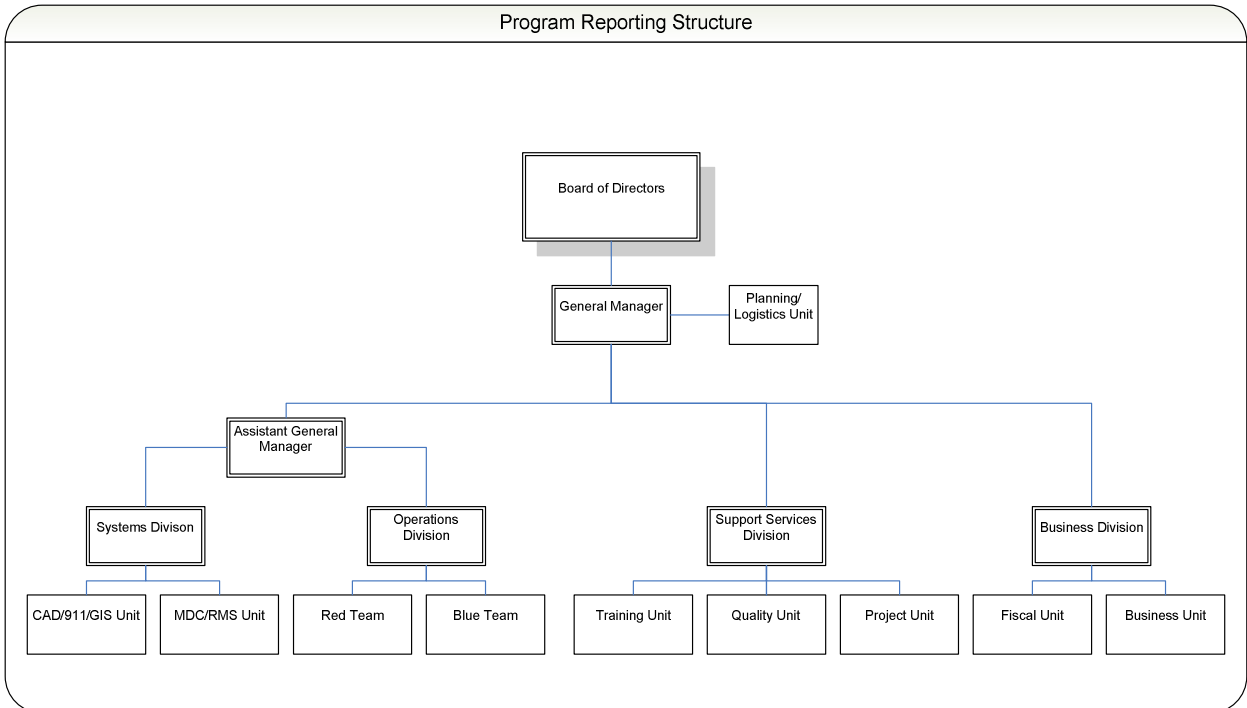 Program Reporting Structure
Board of Directors
General Manager
Planning/
Logistics Unit
Assistant General
Manager
Systems Divison
Operations
Division
Support Services
Division
Business Division
CAD/911/GIS Unit
MDC/RMS Unit
Red Team
Blue Team
Training Unit
Quality Unit
Project Unit
Fiscal Unit
Business Unit